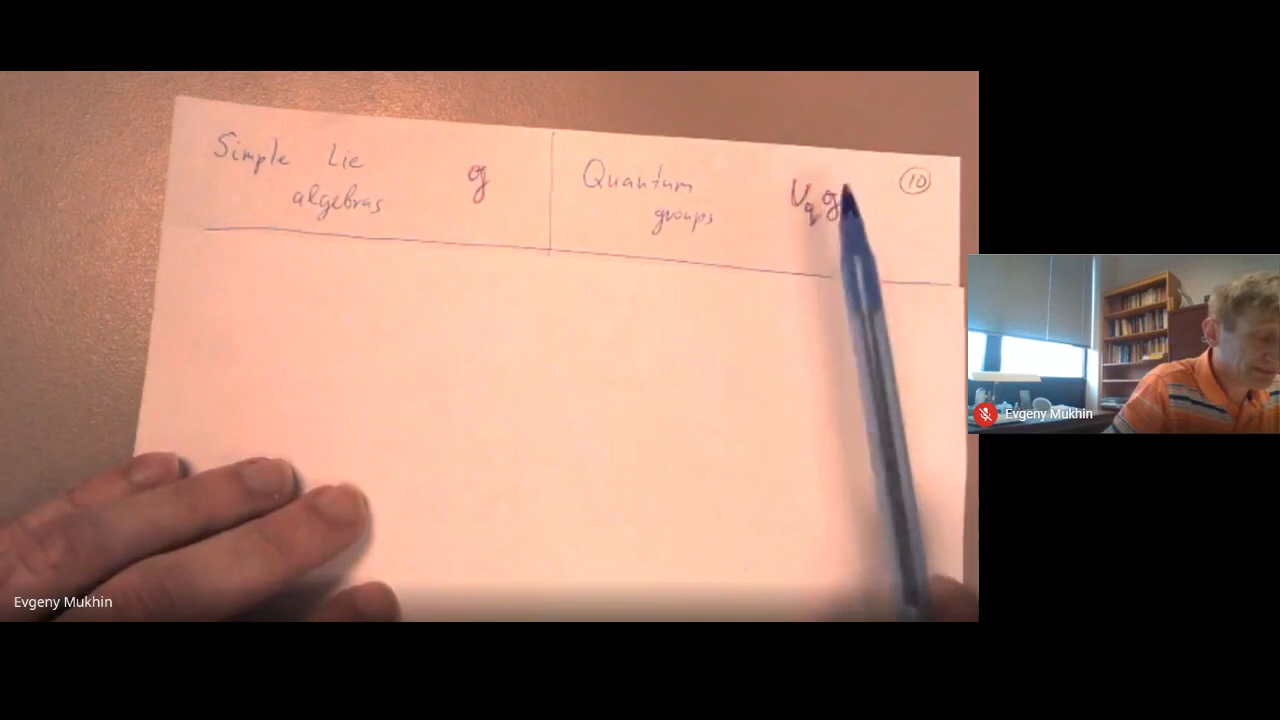 Simple Lie
algebras g
Quantum
groups U_q g
10
Evgeny Mukhin
Evgeny Mukhin